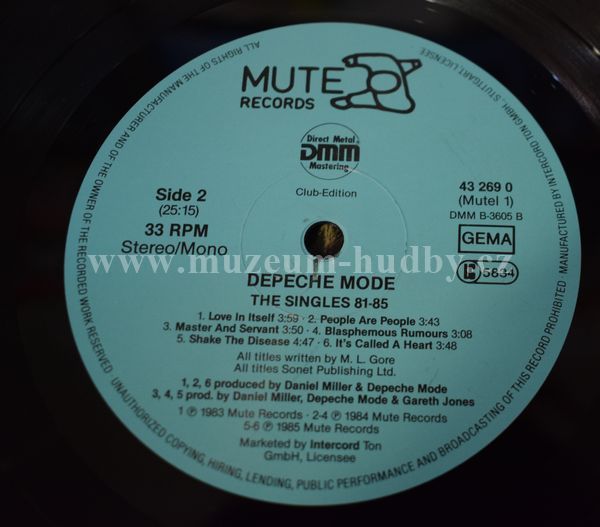 MUTE
RECORDS
Direct Metal
DMM
Mastering
Club-Edition
Side 2
(25:15)
33 RPM
Stereo/Mono
43 269 0
(Mutel 1)
DMM B-3605 B
GEMA
LC 5834
www.muzeum-hudby.cz
DEPECHE MODE
THE SINGLES 81-85
1. Love In Itself 3:59 · 2. People Are People 3:43
3. Master And Servant 3:50 · 4. Blasphemous Rumours 3:08
5. Shake The Disease 4:47 · 6. It's Called A Heart 3:48
All titles written by M. L. Gore
All titles Sonet Publishing Ltd.
1, 2, 6 produced by Daniel Miller & Depeche Mode
3, 4, 5 prod. by Daniel Miller, Depeche Mode & Gareth Jones
1 ℗ 1983 Mute Records · 2-4 ℗ 1984 Mute Records
5-6 ℗ 1985 Mute Records
Marketed by Intercord Ton
GmbH, Licensee
ALL RIGHTS OF THE MANUFACTURER AND OF THE OWNER OF THE RECORDED WORK RESERVED. UNAUTHORIZED COPYING, HIRING, LENDING, PUBLIC PERFORMANCE AND BROADCASTING OF THIS RECORD PROHIBITED · MANUFACTURED BY INTERCORD TON GMBH, STUTTGART, LICENSEE.